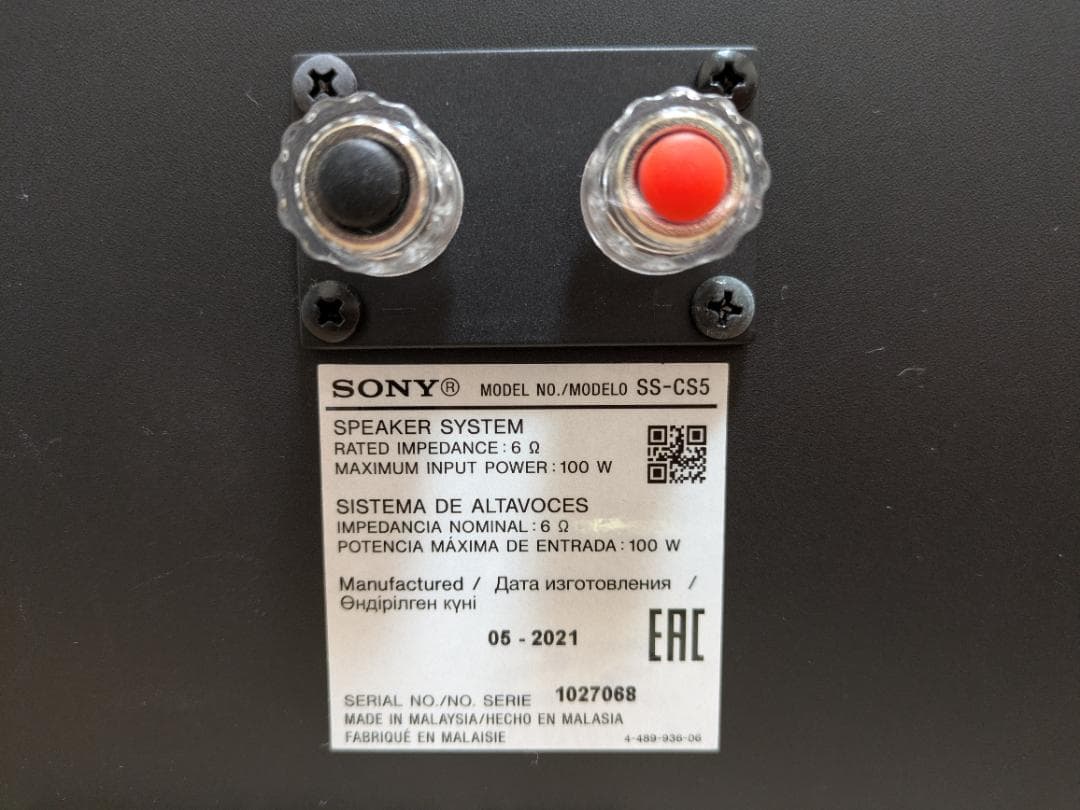 SONY® MODEL NO./MODELO SS-CS5
SPEAKER SYSTEM
RATED IMPEDANCE : 6 Ω
MAXIMUM INPUT POWER : 100 W
SISTEMA DE ALTAVOCES
IMPEDANCIA NOMINAL : 6 Ω
POTENCIA MÁXIMA DE ENTRADA : 100 W
Manufactured / Дата изготовления /
Өндірілген күні
05 - 2021
EAC
SERIAL NO./NO. SERIE 1027068
MADE IN MALAYSIA/HECHO EN MALASIA
FABRIQUÉ EN MALAISIE 4-489-936-06